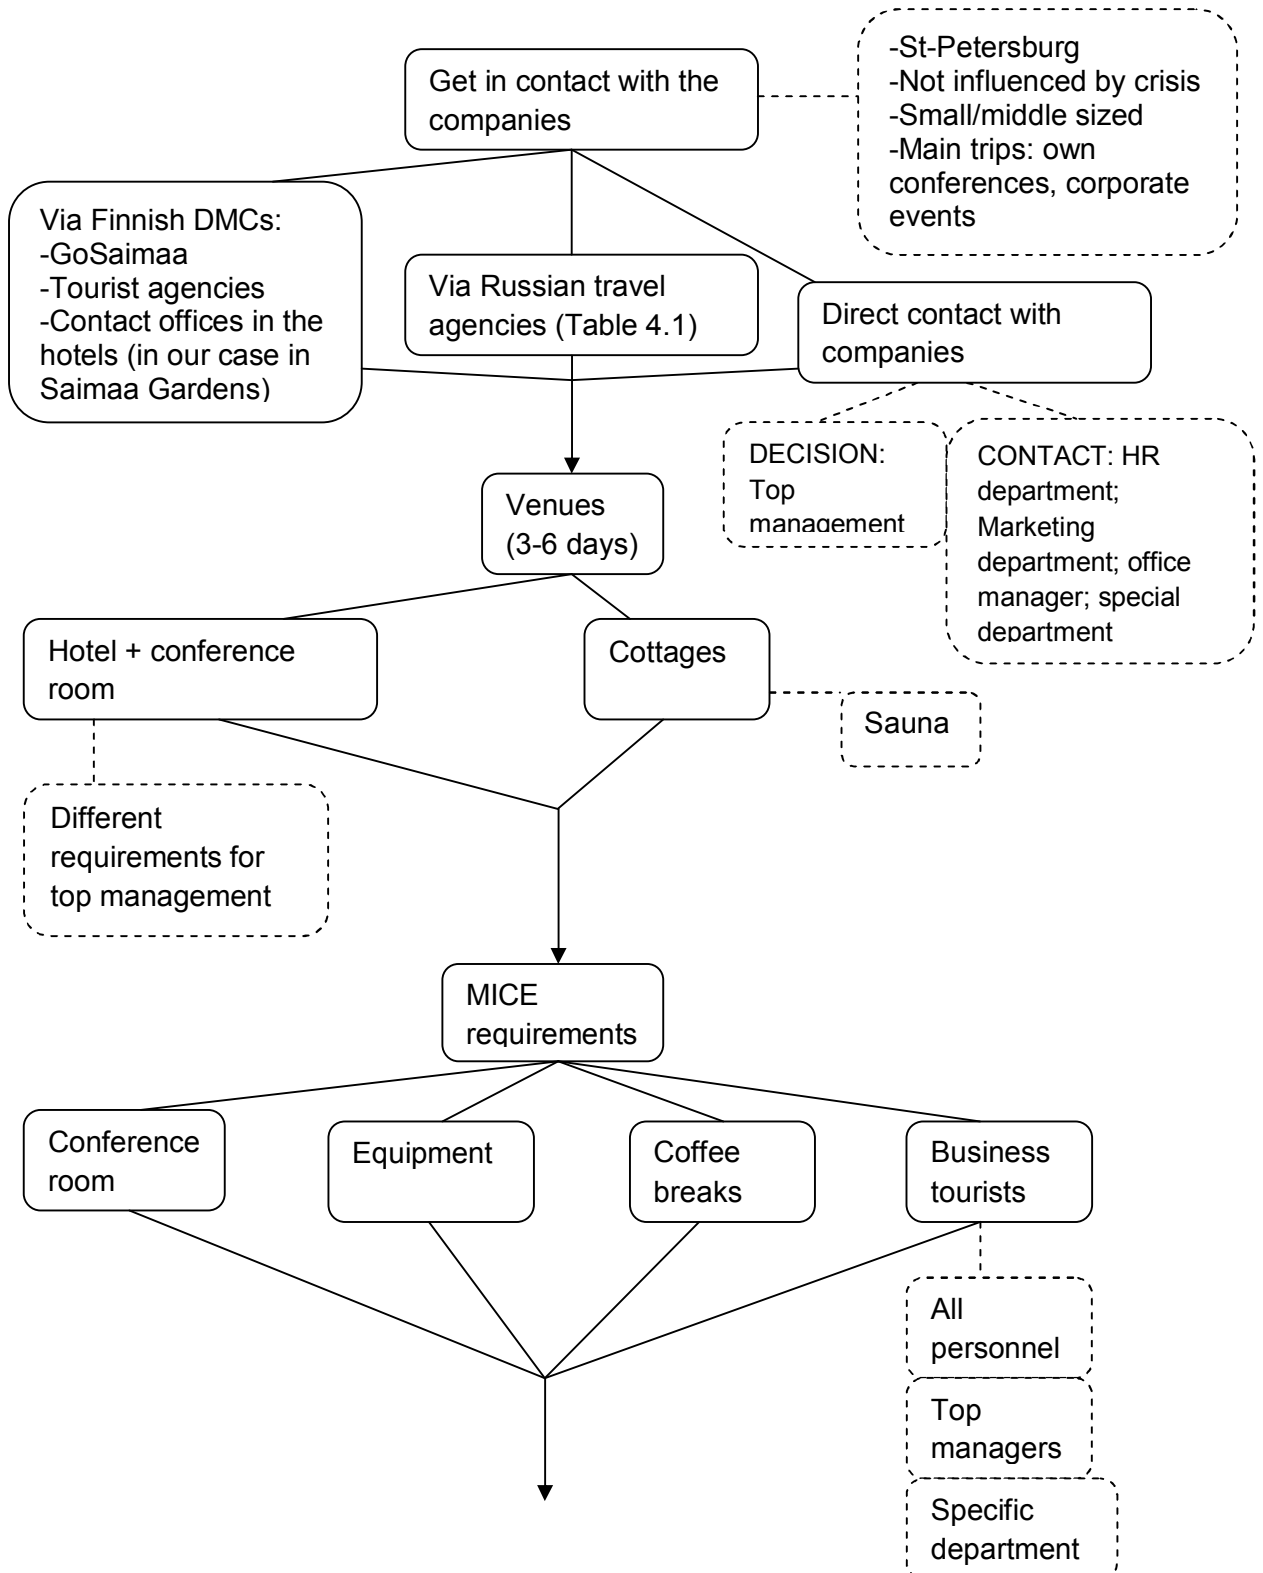 Get in contact with the
companies
-St-Petersburg
-Not influenced by crisis
-Small/middle sized
-Main trips: own
conferences, corporate
events
Via Finnish DMCs:
-GoSaimaa
-Tourist agencies
-Contact offices in the
hotels (in our case in
Saimaa Gardens)
Via Russian travel
agencies (Table 4.1)
Direct contact with
companies
DECISION:
Top
management
CONTACT: HR
department;
Marketing
department; office
manager; special
department
Venues
(3-6 days)
Hotel + conference
room
Cottages
Sauna
Different
requirements for
top management
MICE
requirements
Conference
room
Equipment
Coffee
breaks
Business
tourists
All
personnel
Top
managers
Specific
department